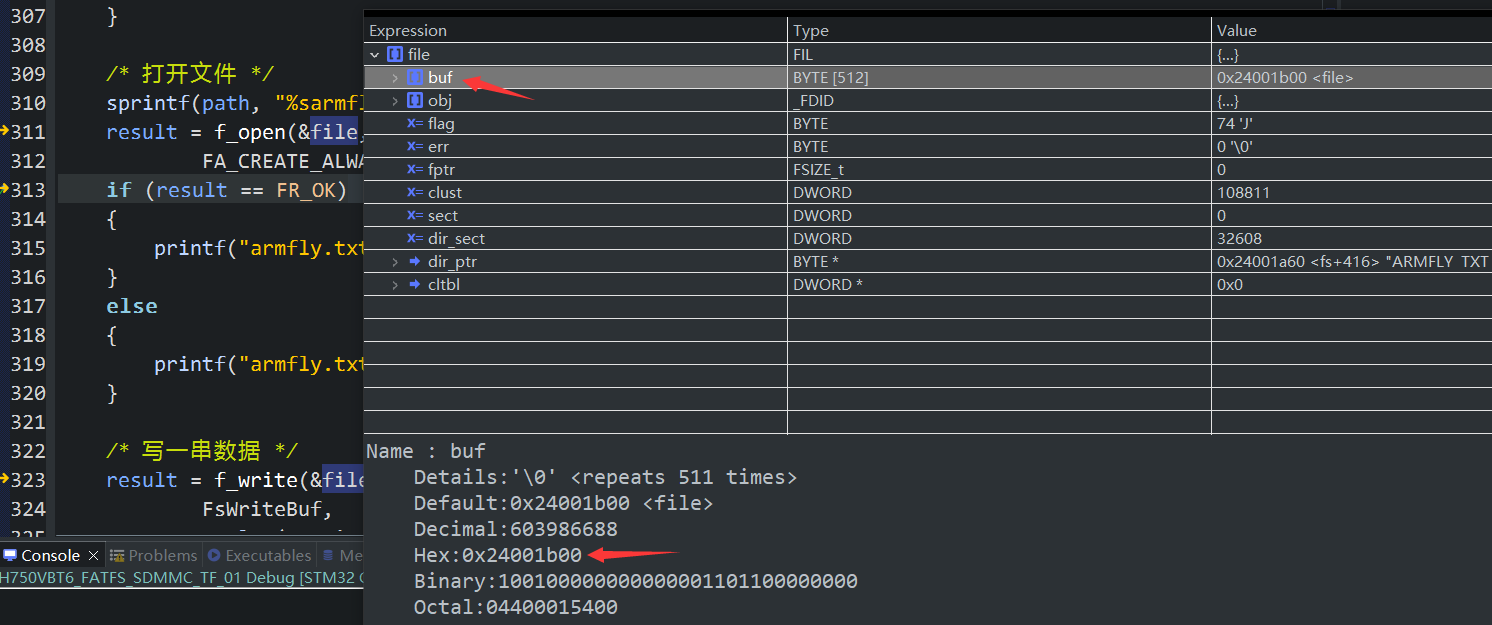 307 }
308
309 /* 打开文件 */
310 sprintf(path, "%sarmfl
311 result = f_open(&file,
312 FA_CREATE_ALWA
313 if (result == FR_OK)
314 {
315 printf("armfly.txt
316 }
317 else
318 {
319 printf("armfly.txt
320 }
321
322 /* 写一串数据 */
323 result = f_write(&file
324 FsWriteBuf,
Expression Type Value
file FIL {...}
buf BYTE [512] 0x24001b00 <file>
obj _FDID {...}
flag BYTE 74 'J'
err BYTE 0 '\0'
fptr FSIZE_t 0
clust DWORD 108811
sect DWORD 0
dir_sect DWORD 32608
dir_ptr BYTE * 0x24001a60 <fs+416> "ARMFLY TXT
cltbl DWORD * 0x0
Name : buf
Details:'\0' <repeats 511 times>
Default:0x24001b00 <file>
Decimal:603986688
Hex:0x24001b00
Binary:100100000000000001101100000000
Octal:04400015400
Console Problems Executables Me
H750VBT6_FATFS_SDMMC_TF_01 Debug [STM32 C